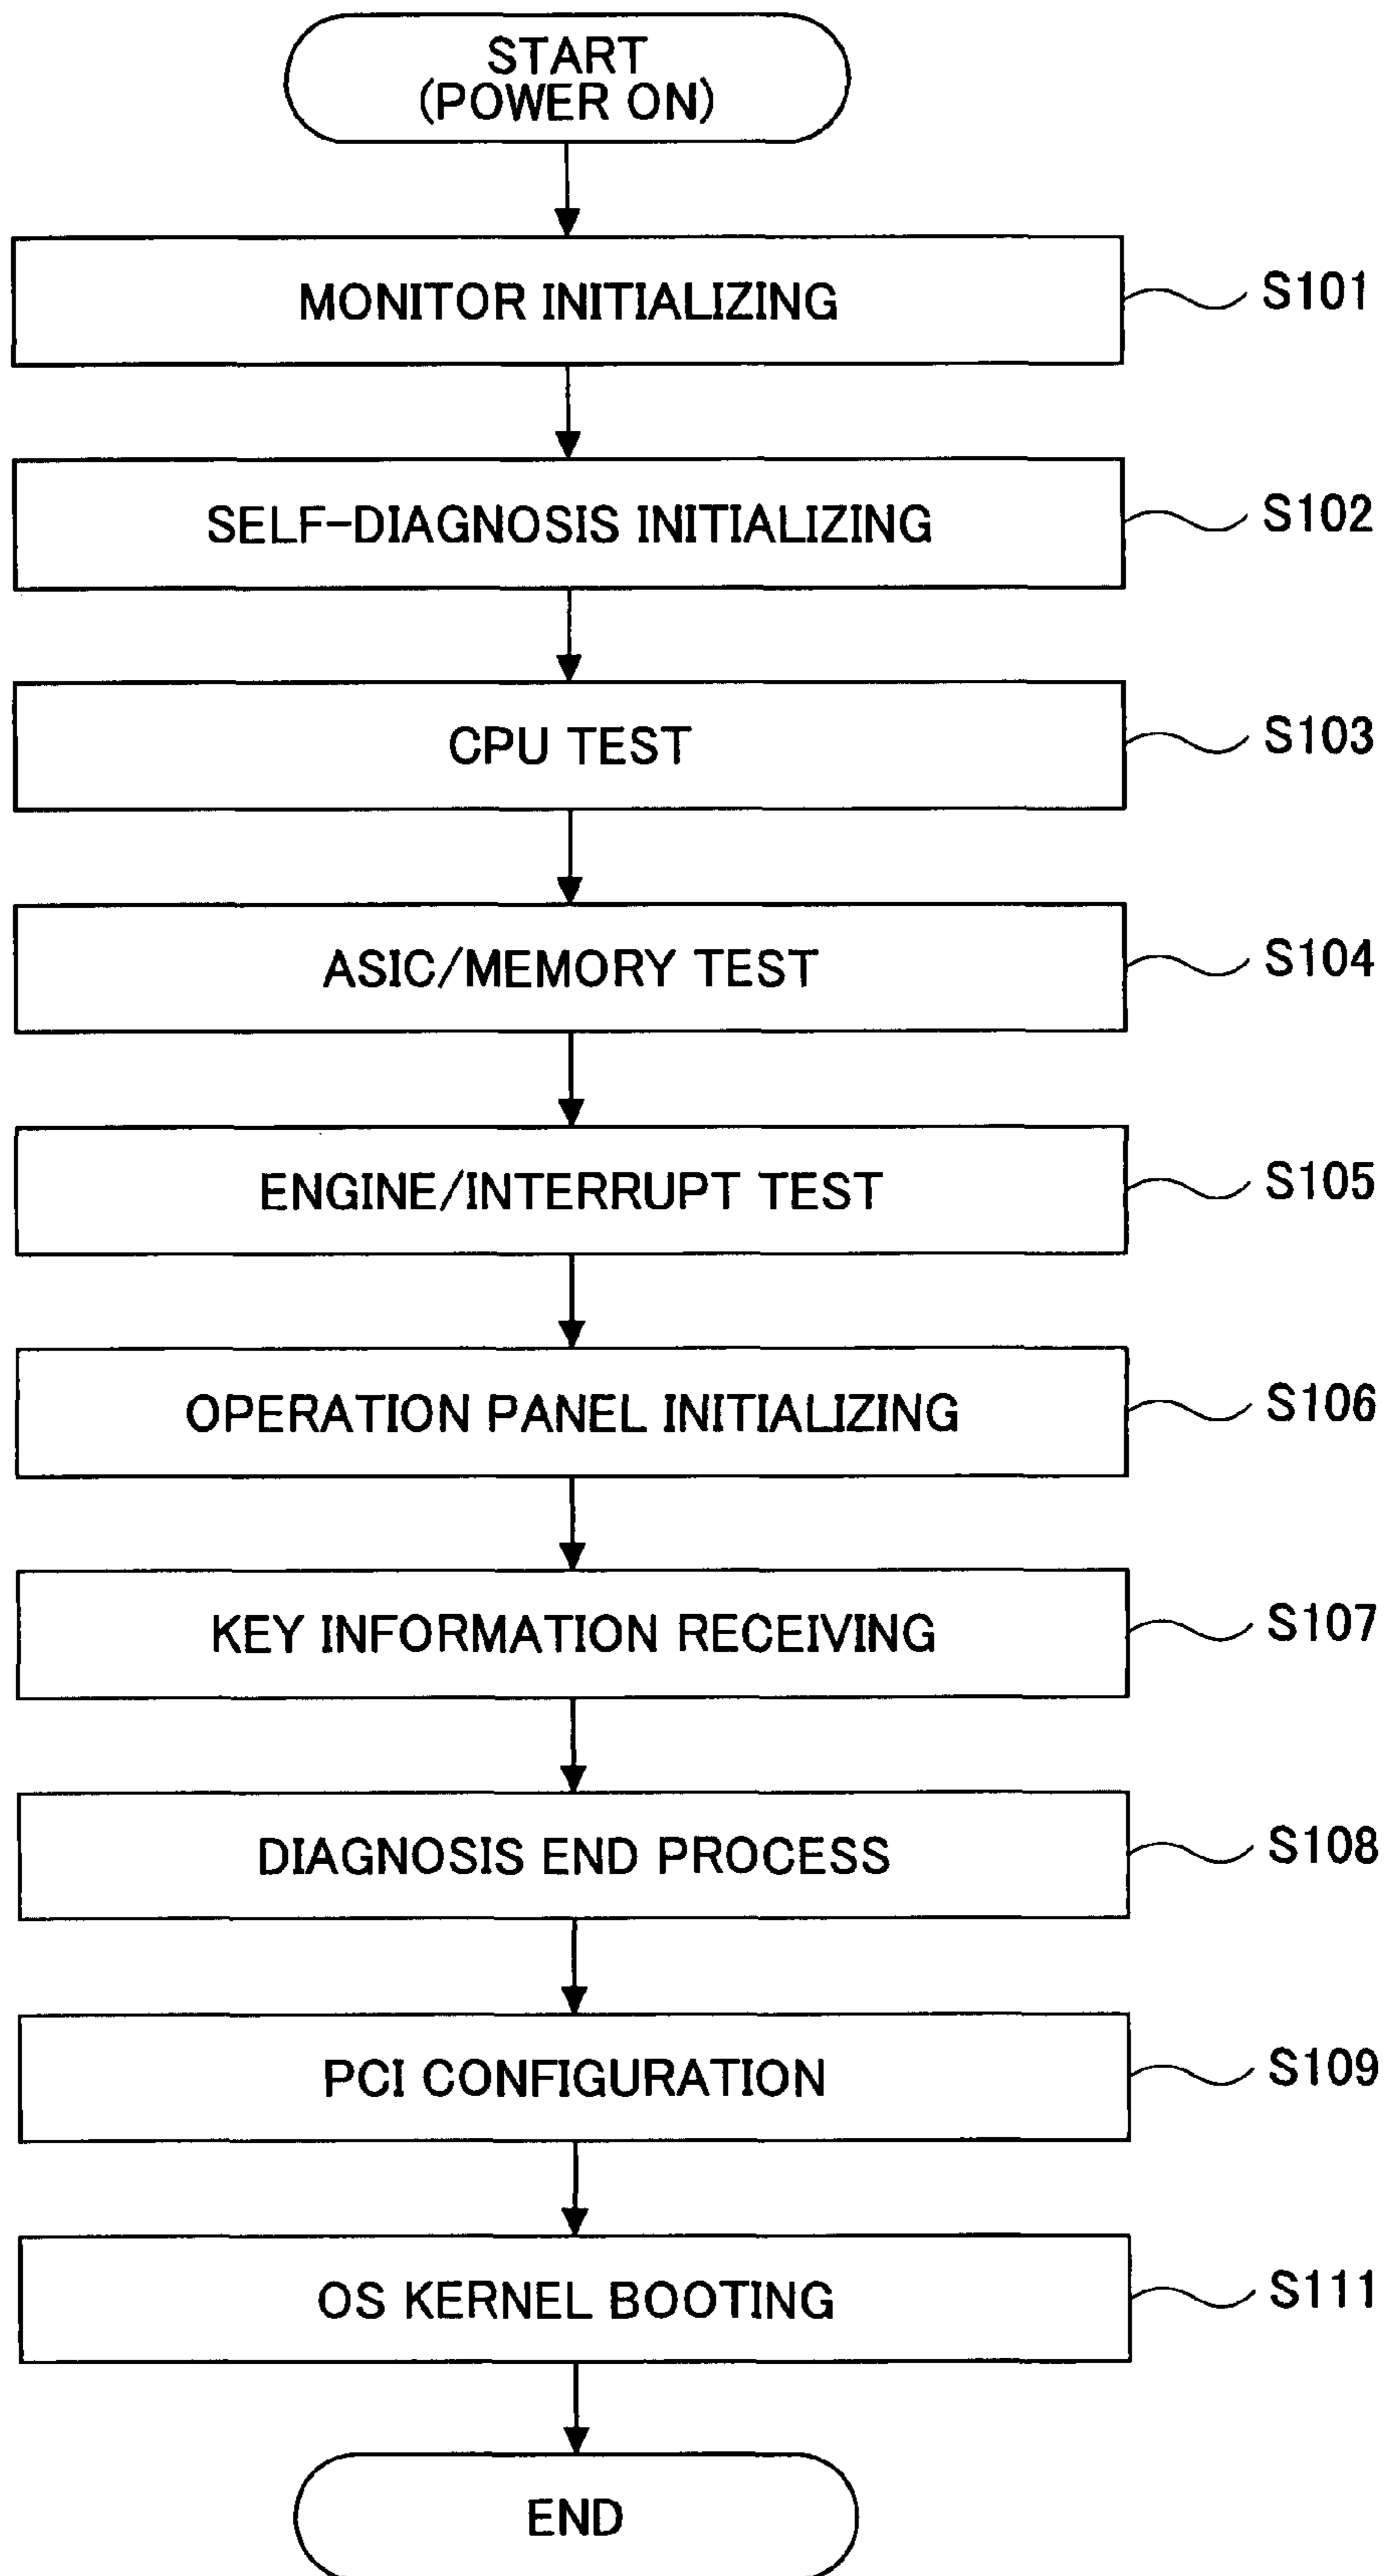 START
(POWER ON)
MONITOR INITIALIZING
S101
SELF-DIAGNOSIS INITIALIZING
S102
CPU TEST
S103
ASIC/MEMORY TEST
S104
ENGINE/INTERRUPT TEST
S105
OPERATION PANEL INITIALIZING
S106
KEY INFORMATION RECEIVING
S107
DIAGNOSIS END PROCESS
S108
PCI CONFIGURATION
S109
OS KERNEL BOOTING
S111
END